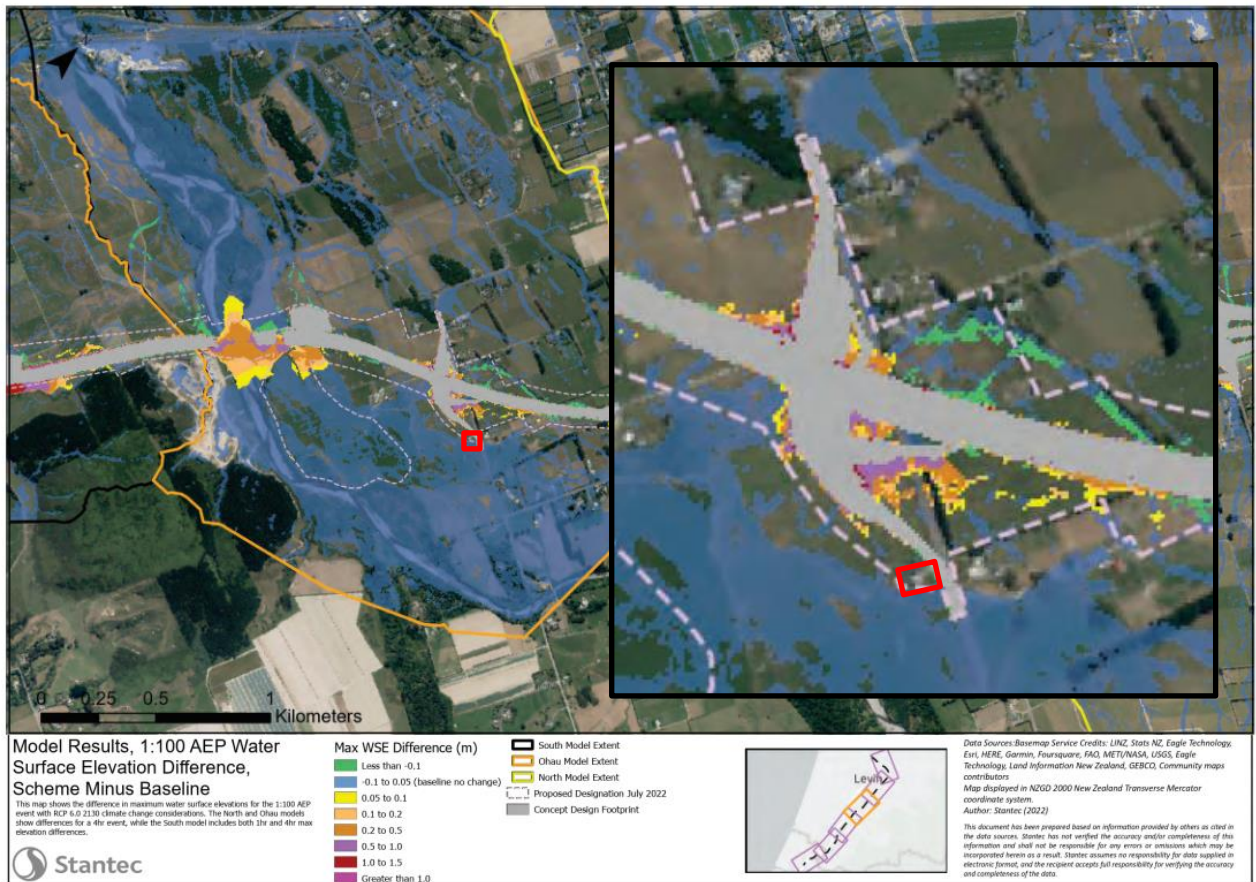 0
0.25
0.5
1
Kilometers
Model Results, 1:100 AEP Water
Surface Elevation Difference,
Scheme Minus Baseline
This map shows the difference in maximum water surface elevations for the 1:100 AEP
event with RCP 6.0 2130 climate change considerations. The North and Ohau models
show differences for a 4hr event, while the South model includes both 1hr and 4hr max
elevation differences.
Stantec
Max WSE Difference (m)
Less than -0.1
-0.1 to 0.05 (baseline no change)
0.05 to 0.1
0.1 to 0.2
0.2 to 0.5
0.5 to 1.0
1.0 to 1.5
Greater than 1.0
South Model Extent
Ohau Model Extent
North Model Extent
Proposed Designation July 2022
Concept Design Footprint
Levin
Data Sources:Basemap Service Credits: LINZ, Stats NZ, Eagle Technology,
Esri, HERE, Garmin, Foursquare, FAO, METI/NASA, USGS, Eagle
Technology, Land Information New Zealand, GEBCO, Community maps
contributors
Map displayed in NZGD 2000 New Zealand Transverse Mercator
coordinate system.
Author: Stantec (2022)
This document has been prepared based on information provided by others as cited in
the data sources. Stantec has not verified the accuracy and/or completeness of this
information and shall not be responsible for any errors or omissions which may be
incorporated herein as a result. Stantec assumes no responsibility for data supplied in
electronic format, and the recipient accepts full responsibility for verifying the accuracy
and completeness of the data.